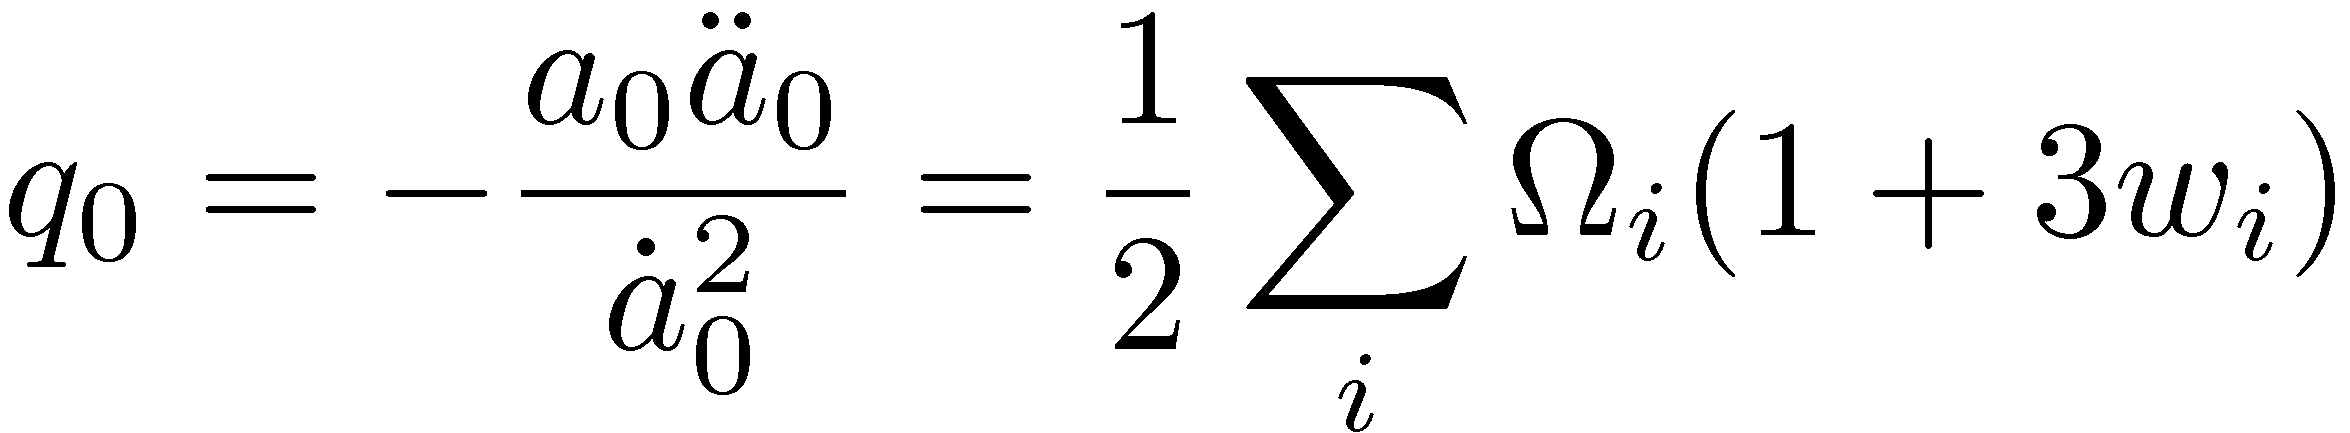 q_0 = -\frac{a_0 \ddot{a}_0}{\dot{a}_0^2} = \frac{1}{2} \sum_i \Omega_i (1 + 3w_i)